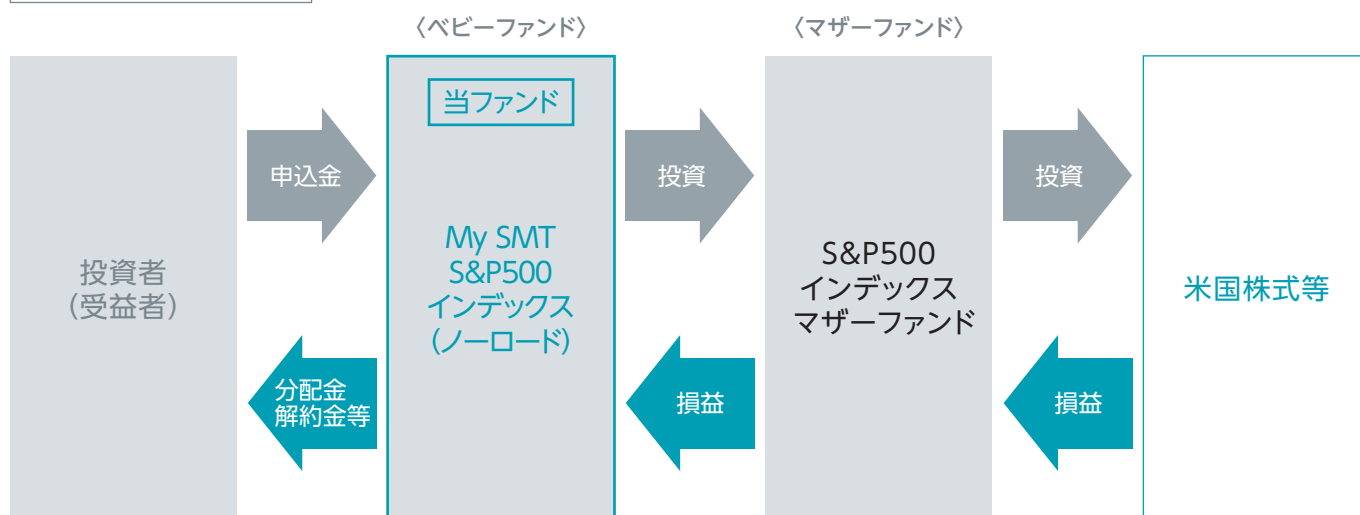 〈ベビーファンド〉
〈マザーファンド〉
投資者
(受益者)
申込金
分配金
解約金等
当ファンド
My SMT
S&P500
インデックス
(ノーロード)
投資
損益
S&P500
インデックス
マザーファンド
投資
損益
米国株式等